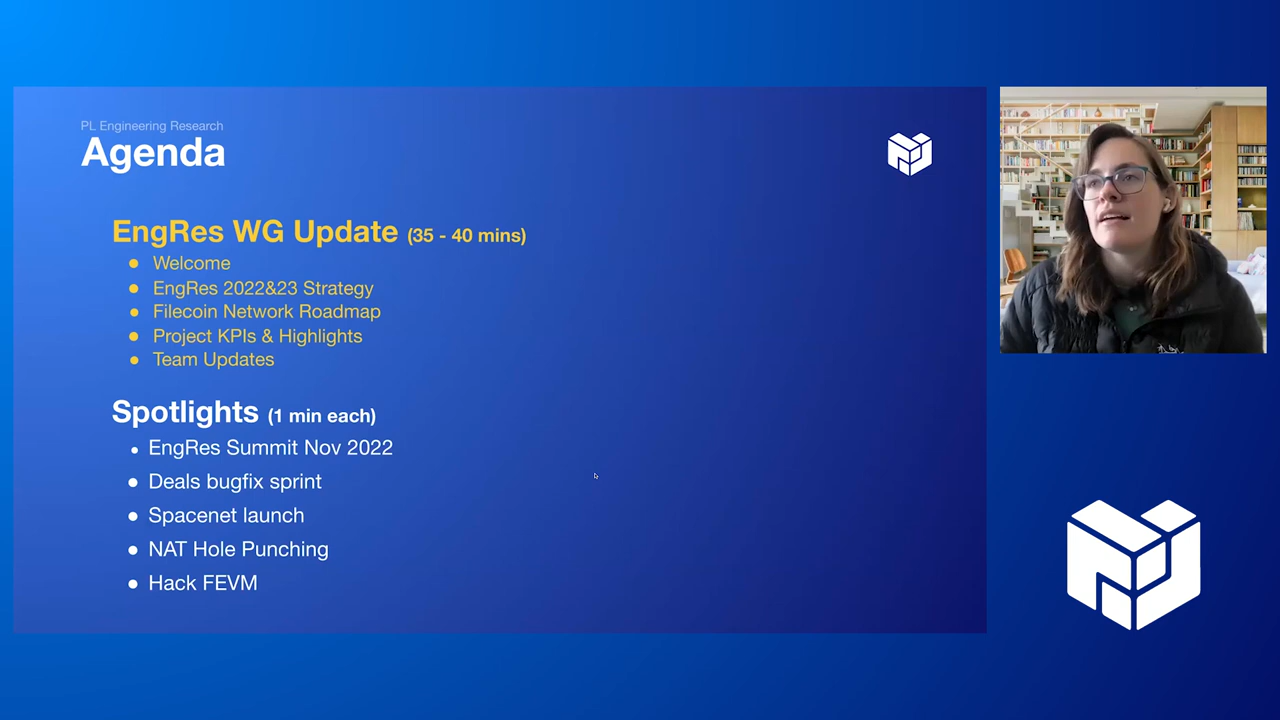 PL Engineering Research
Agenda
EngRes WG Update (35 - 40 mins)
● Welcome
● EngRes 2022&23 Strategy
● Filecoin Network Roadmap
● Project KPIs & Highlights
● Team Updates
Spotlights (1 min each)
● EngRes Summit Nov 2022
● Deals bugfix sprint
● Spacenet launch
● NAT Hole Punching
● Hack FEVM